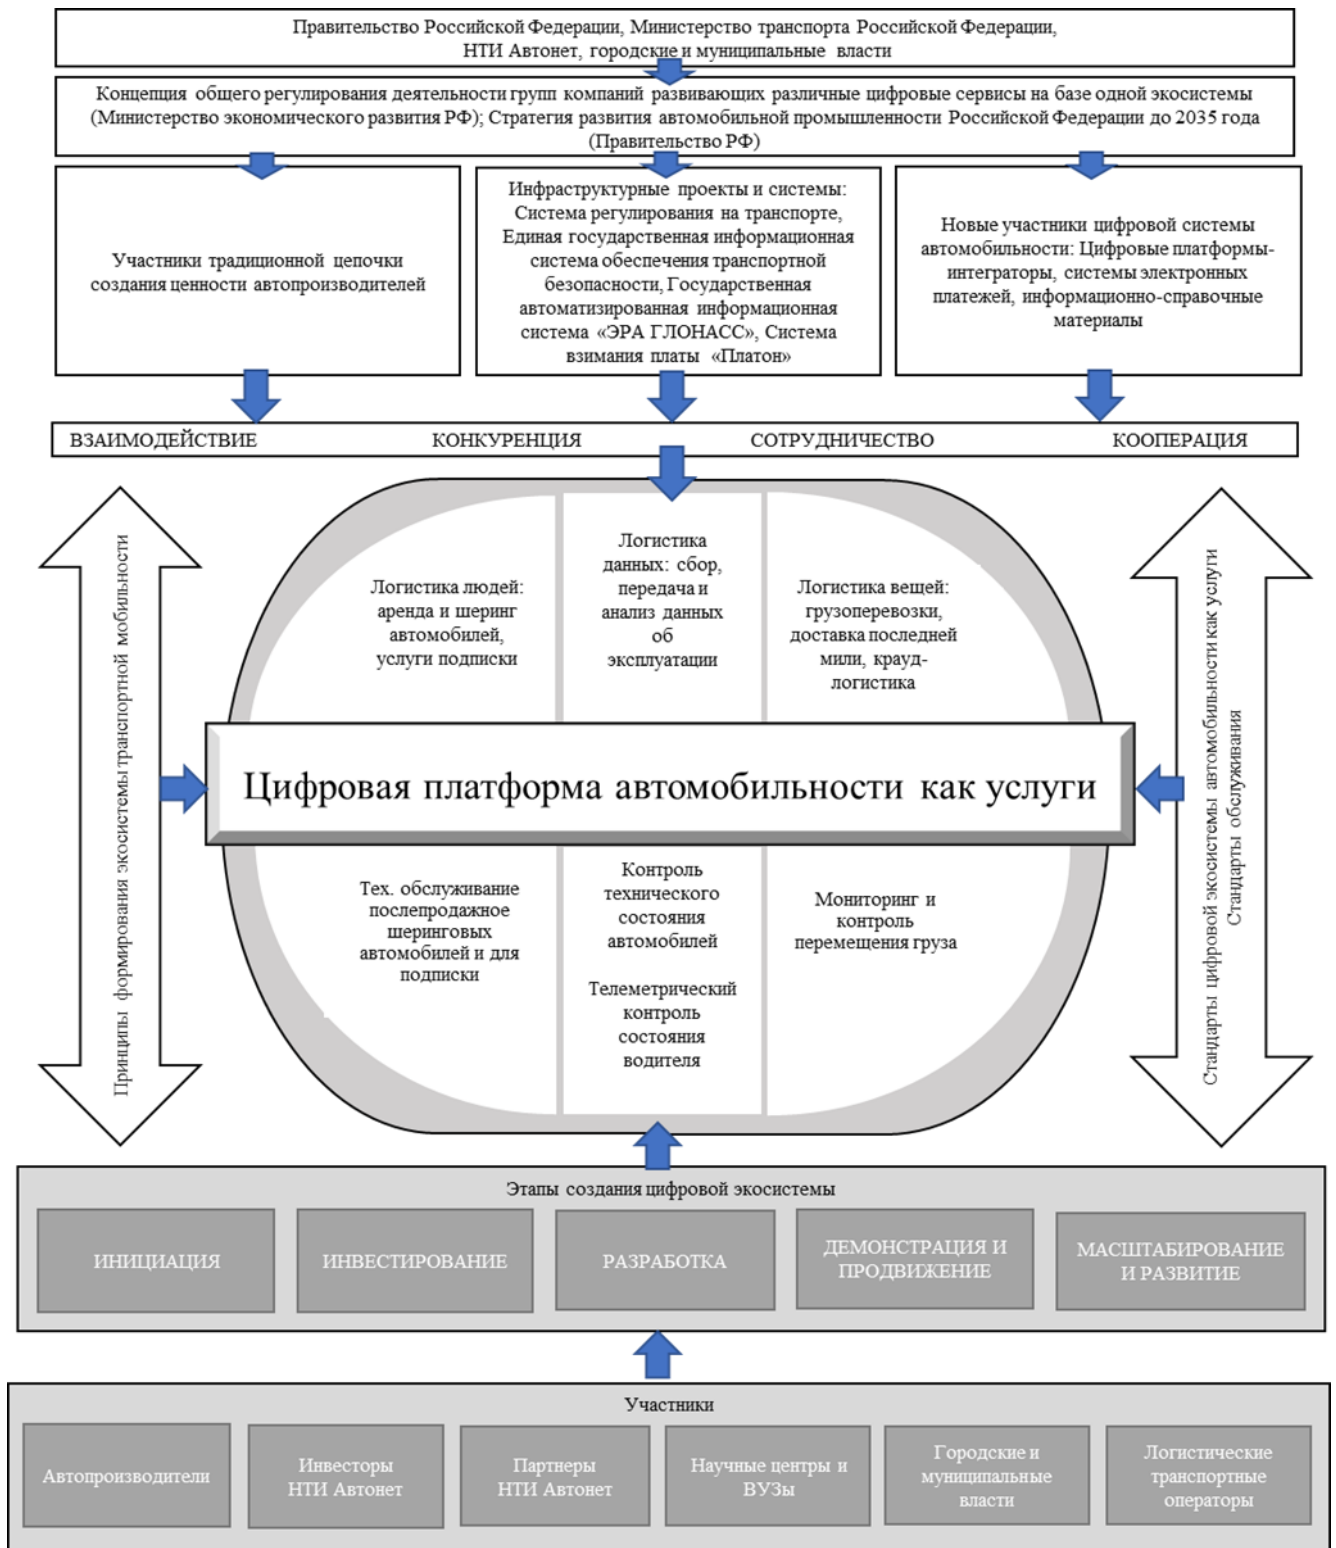 Правительство Российской Федерации, Министерство транспорта Российской Федерации,
НТИ Автонет, городские и муниципальные власти
Концепция общего регулирования деятельности групп компаний развивающих различные цифровые сервисы на базе одной экосистемы
(Министерство экономического развития РФ); Стратегия развития автомобильной промышленности Российской Федерации до 2035 года
(Правительство РФ)
Участники традиционной цепочки
создания ценности автопроизводителей
Инфраструктурные проекты и системы:
Система регулирования на транспорте,
Единая государственная информационная
система обеспечения транспортной
безопасности, Государственная
автоматизированная информационная
система «ЭРА ГЛОНАСС», Система
взимания платы «Платон»
Новые участники цифровой системы
автомобильности: Цифровые платформы-
интеграторы, системы электронных
платежей, информационно-справочные
материалы
ВЗАИМОДЕЙСТВИЕ КОНКУРЕНЦИЯ СОТРУДНИЧЕСТВО КООПЕРАЦИЯ
Принципы формирования экосистемы транспортной мобильности
Логистика людей:
аренда и шеринг
автомобилей,
услуги подписки
Логистика
данных: сбор,
передача и
анализ данных
об
эксплуатации
Логистика вещей:
грузоперевозки,
доставка последней
мили, крауд-
логистика
Стандарты цифровой экосистемы автомобильности как услуги
Стандарты обслуживания
Цифровая платформа автомобильности как услуги
Тех. обслуживание
послепродажное
шеринговых
автомобилей и для
подписки
Контроль
технического
состояния
автомобилей
Телеметрический
контроль
состояния
водителя
Мониторинг и
контроль
перемещения груза
Этапы создания цифровой экосистемы
ИНИЦИАЦИЯ
ИНВЕСТИРОВАНИЕ
РАЗРАБОТКА
ДЕМОНСТРАЦИЯ И
ПРОДВИЖЕНИЕ
МАСШТАБИРОВАНИЕ
И РАЗВИТИЕ
Участники
Автопроизводители
Инвесторы
НТИ Автонет
Партнеры
НТИ Автонет
Научные центры и
ВУЗы
Городские и
муниципальные
власти
Логистические
транспортные
операторы